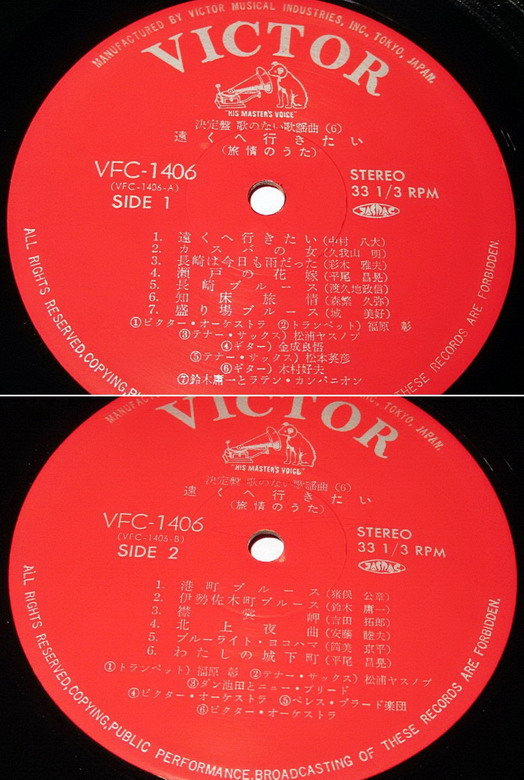 MANUFACTURED BY VICTOR MUSICAL INDUSTRIES, INC, TOKYO, JAPAN.
VICTOR
"HIS MASTER'S VOICE"
決定盤 歌のない歌謡曲 (6)
遠くへ行きたい
(旅情のうた)
VFC-1406
(VFC-1406-A)
SIDE 1
STEREO
33 1/3 RPM
JASRAC
1. 遠くへ行きたい (中村 八大)
2. カスバの女 (久我山 明)
3. 長崎は今日も雨だった (彩木 雅夫)
4. 瀬戸の花嫁 (平尾 昌晃)
5. 長崎ブルース (渡久地政信)
6. 知床旅情 (森繁 久弥)
7. 盛り場ブルース (城 美好)
①ビクター・オーケストラ ②トランペット) 福原 彰
③テナー・サックス) 松浦ヤスノブ
④ギター) 金成良悟
⑤テナー・サックス) 松本英彦
⑥ギター) 木村好夫
⑦鈴木庸一とラテン・カンパニオン
ALL RIGHTS RESERVED,COPYING,PUBLIC
THESE RECORDS ARE FORBIDDEN.
MANUFACTURED
INC, TOKYO, JAPAN.
VICTOR
"HIS MASTER'S VOICE"
決定盤 歌のない歌謡曲 (6)
遠くへ行きたい
(旅情のうた)
VFC-1406
(VFC-1406-B)
SIDE 2
STEREO
33 1/3 RPM
JASRAC
1. 港町ブルース (猪俣 公章)
2. 伊勢佐木町ブルース (鈴木 庸一)
3. 襟裳岬 (吉田 拓郎)
4. 北上夜曲 (安藤 睦夫)
5. ブルーライト・ヨコハマ (筒美 京平)
6. わたしの城下町 (平尾 昌晃)
①トランペット) 福原 彰 ②テナー・サックス) 松浦ヤスノブ
③ダン池田とニュー・ブリード
④ビクター・オーケストラ ⑤ペレス・プラード楽団
⑥ビクター・オーケストラ
ALL RIGHTS RESERVED,COPYING,PUBLIC PERFORMANCE,BROADCASTING OF THESE RECORDS ARE FORBIDDEN.